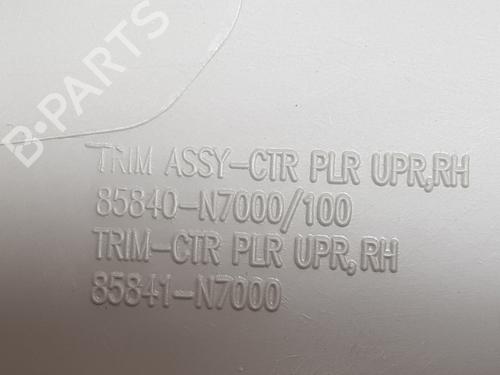 B-PARTS
TRIM ASSY-CTR PLR UPR,RH
85840-N7000/100
TRIM-CTR PLR UPR,RH
85841-N7000